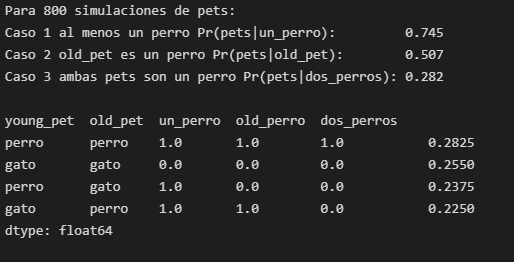 Para 800 simulaciones de pets:
Caso 1 al menos un perro Pr(pets|un_perro): 0.745
Caso 2 old_pet es un perro Pr(pets|old_pet): 0.507
Caso 3 ambas pets son un perro Pr(pets|dos_perros): 0.282
young_pet old_pet un_perro old_perro dos_perros
perro perro 1.0 1.0 1.0 0.2825
gato gato 0.0 0.0 0.0 0.2550
perro gato 1.0 0.0 0.0 0.2375
gato perro 1.0 1.0 0.0 0.2250
dtype: float64